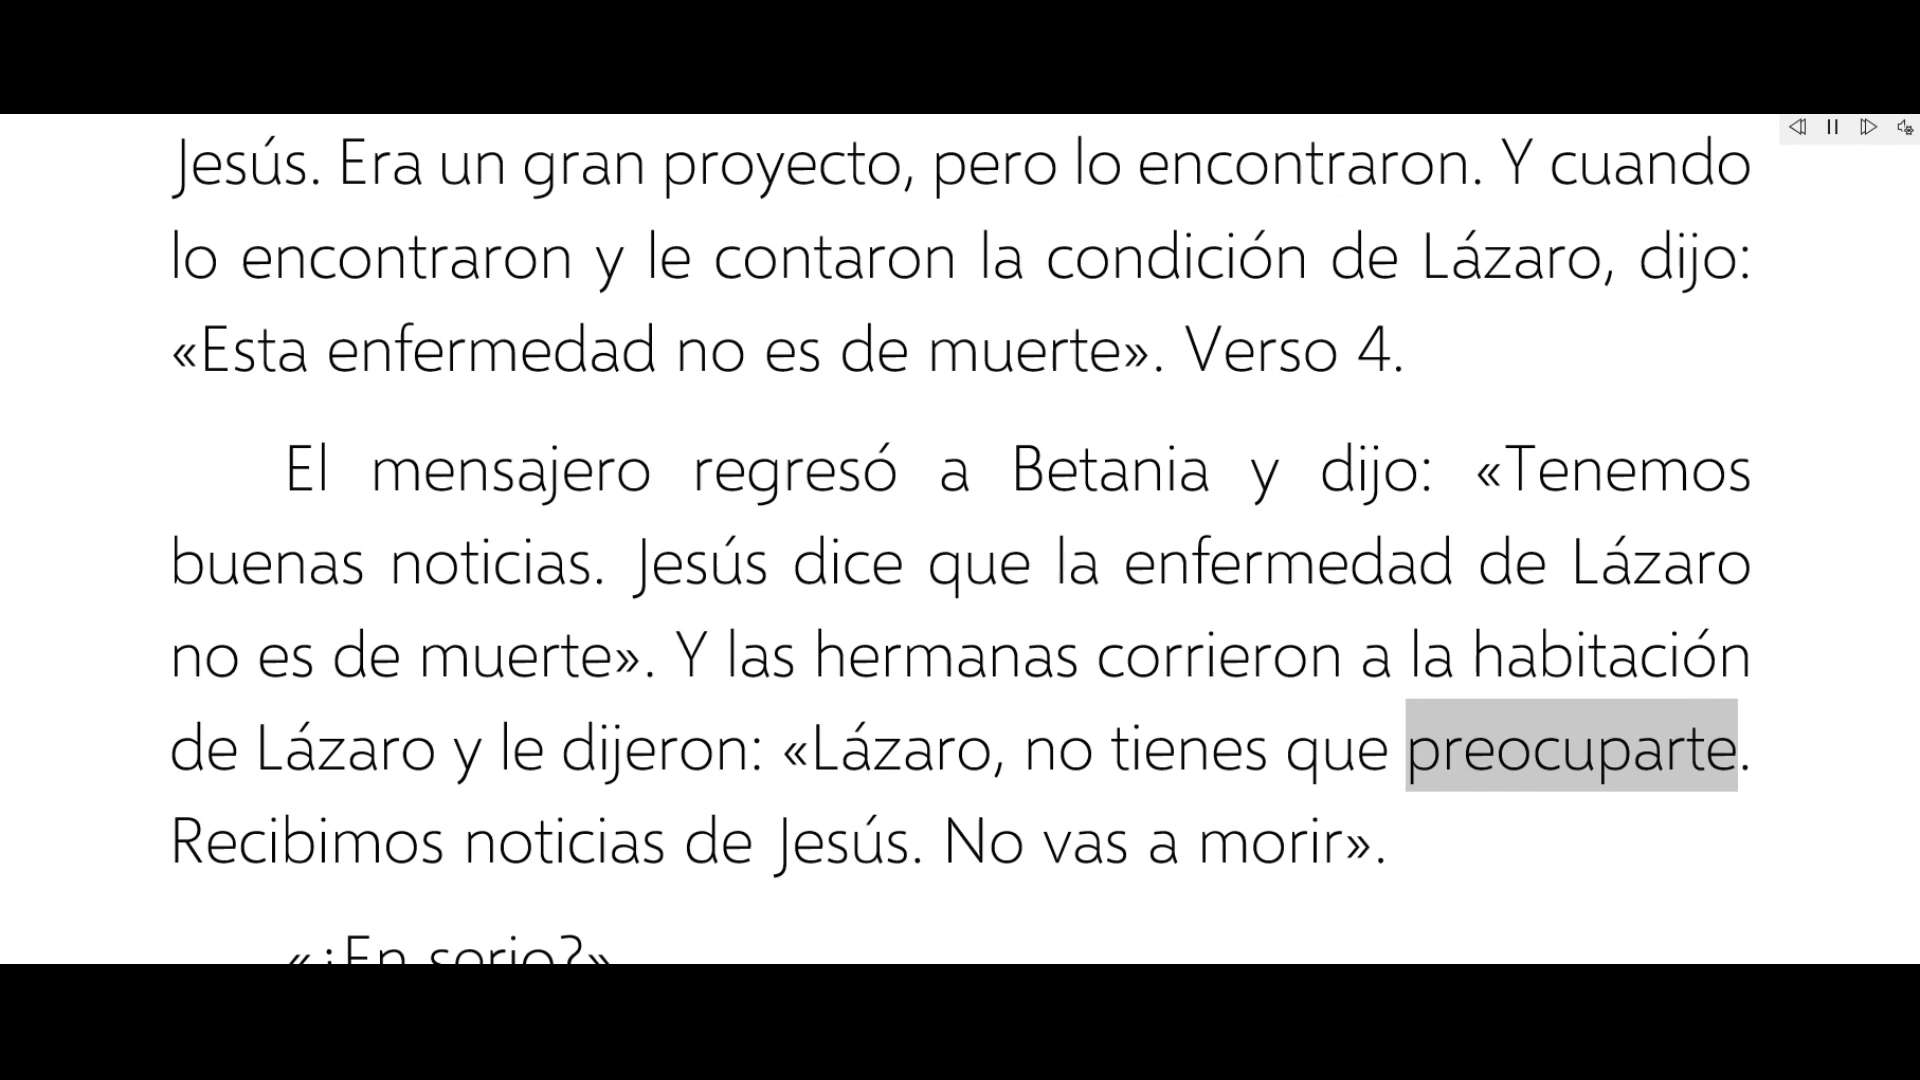 Jesús. Era un gran proyecto, pero lo encontraron. Y cuando
lo encontraron y le contaron la condición de Lázaro, dijo:
«Esta enfermedad no es de muerte». Verso 4.
El mensajero regresó a Betania y dijo: «Tenemos
buenas noticias. Jesús dice que la enfermedad de Lázaro
no es de muerte». Y las hermanas corrieron a la habitación
de Lázaro y le dijeron: «Lázaro, no tienes que preocuparte.
Recibimos noticias de Jesús. No vas a morir».
«¿En serio?»